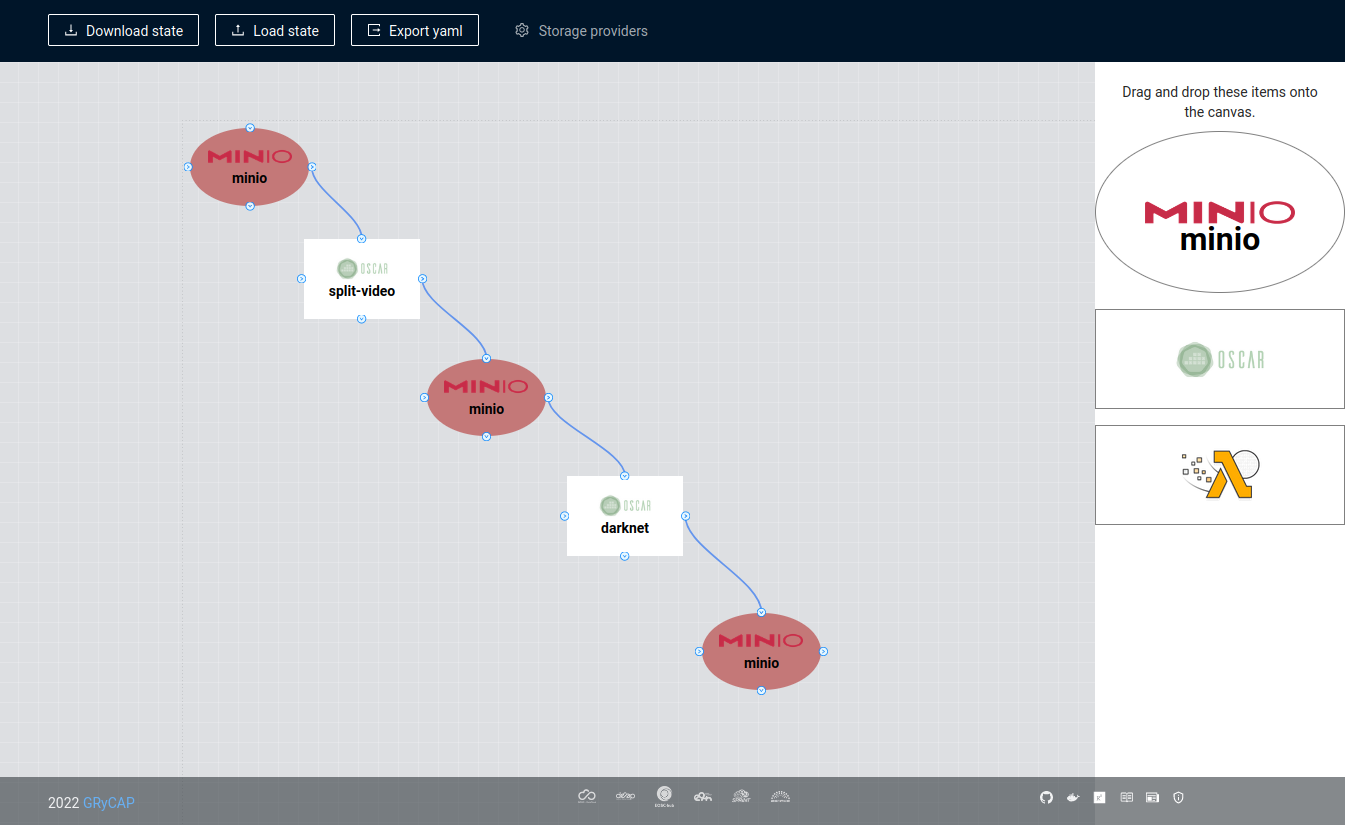 Download state
Load state
Export yaml
Storage providers
Drag and drop these items onto
the canvas.
MINIO
minio
OSCAR
MINIO
minio
OSCAR
split-video
MINIO
minio
OSCAR
darknet
MINIO
minio
2022 GRyCAP